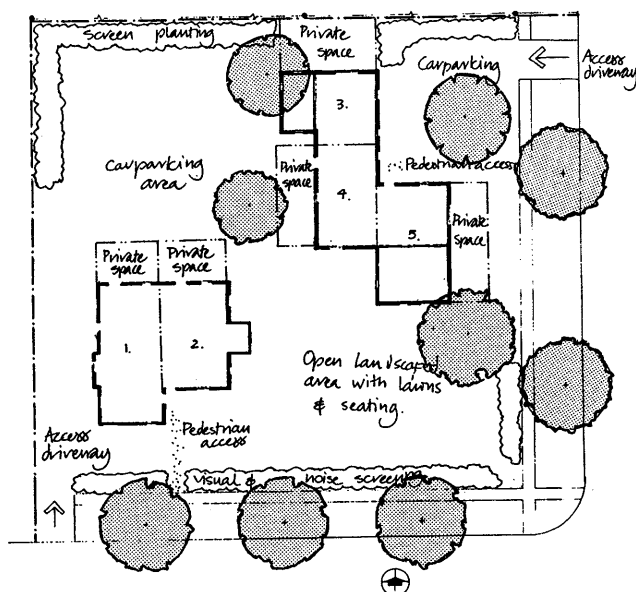 Screen planting
Private
space
Carparking
Access
driveway
3.
Pedestrian access
Carparking
area
Private
space
4.
5.
Private
space
Private
space
Private
space
1.
2.
Open landscaped
area with lawns
& seating.
Access
driveway
Pedestrian
access
visual & noise screening